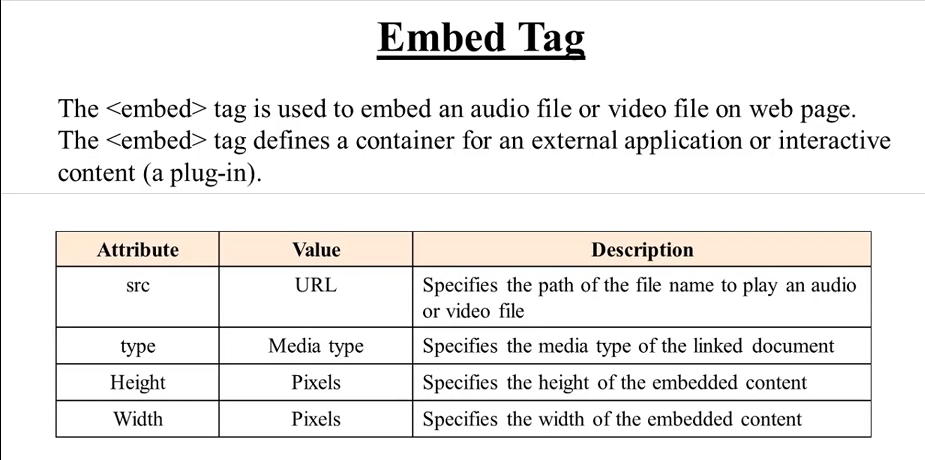 Embed Tag
The <embed> tag is used to embed an audio file or video file on web page.
The <embed> tag defines a container for an external application or interactive
content (a plug-in).
Attribute Value Description
src URL Specifies the path of the file name to play an audio
or video file
type Media type Specifies the media type of the linked document
Height Pixels Specifies the height of the embedded content
Width Pixels Specifies the width of the embedded content